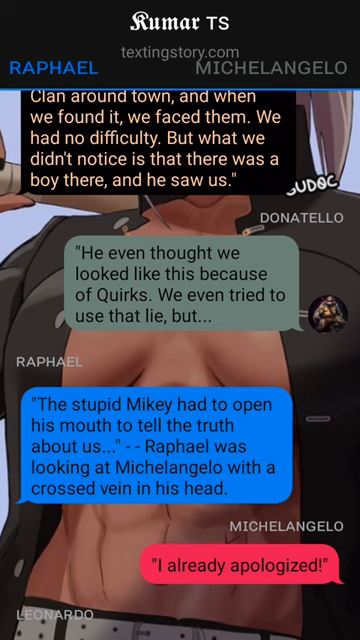 Kumar TS
textingstory.com
RAPHAEL
MICHELANGELO
Clan around town, and when
we found it, we faced them. We
had no difficulty. But what we
didn't notice is that there was a
boy there, and he saw us."
DONATELLO
"He even thought we
looked like this because
of Quirks. We even tried to
use that lie, but...
RAPHAEL
"The stupid Mikey had to open
his mouth to tell the truth
about us..." - - Raphael was
looking at Michelangelo with a
crossed vein in his head.
MICHELANGELO
"I already apologized!"
LEONARDO